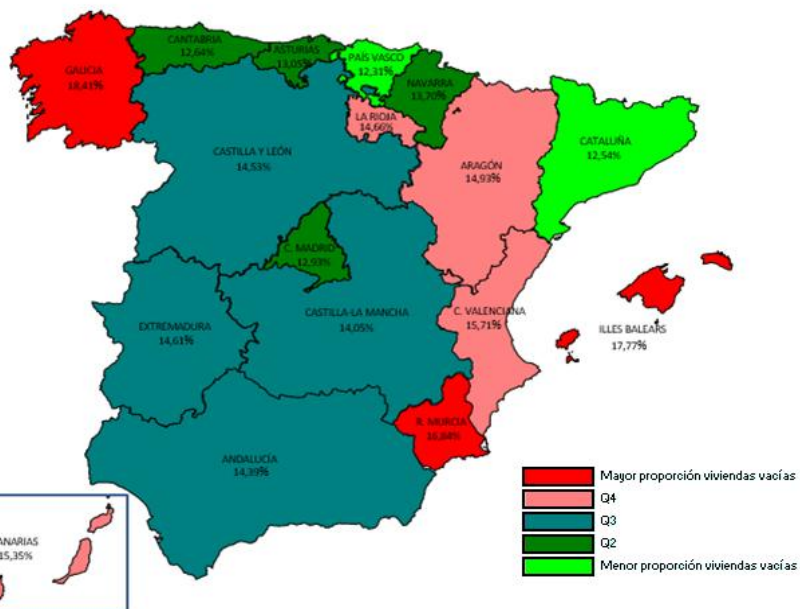 CANTABRIA
12,64%
ASTURIAS
13,05%
PAÍS VASCO
12,31%
GALICIA
18,41%
NAVARRA
13,70%
LA RIOJA
14,66%
CASTILLA Y LEÓN
14,53%
ARAGÓN
14,93%
CATALUÑA
12,54%
C. MADRID
12,93%
CASTILLA-LA MANCHA
14,05%
C. VALENCIANA
15,71%
EXTREMADURA
14,61%
ILLES BALEARS
17,77%
R. MURCIA
16,84%
ANDALUCÍA
14,39%
ANARIAS
15,35%
Mayor proporción viviendas vacías
Q4
Q3
Q2
Menor proporción viviendas vacías